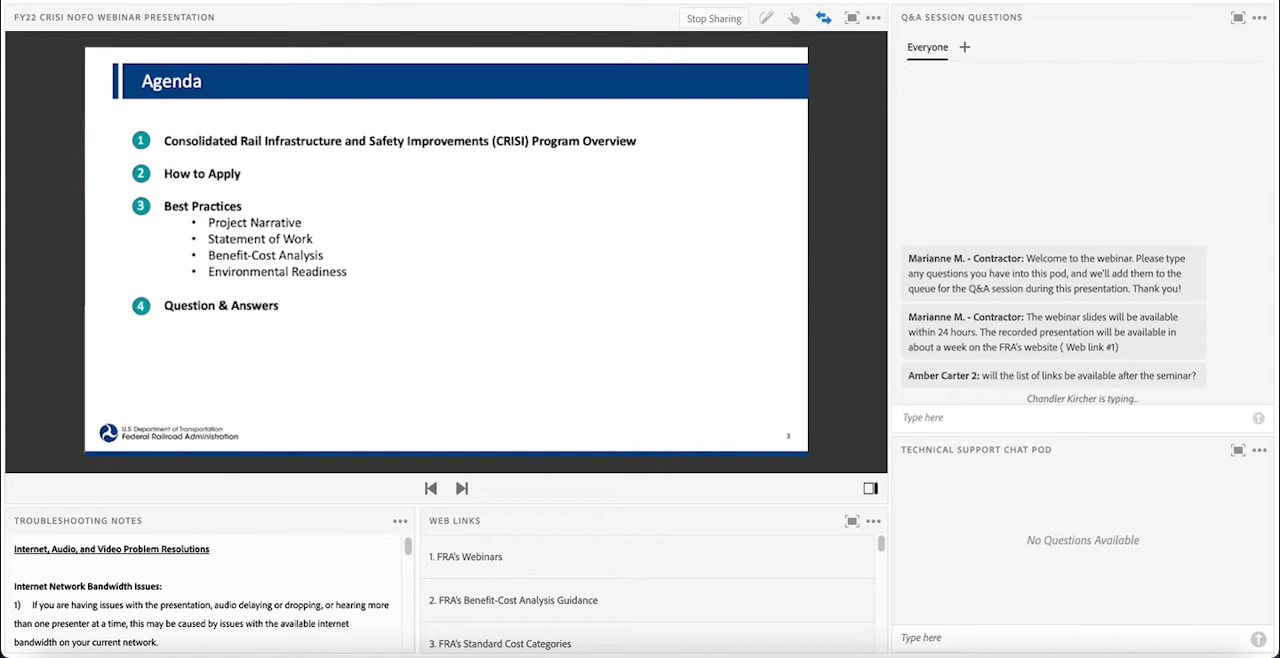 FY22 CRISI NOFO WEBINAR PRESENTATION
Stop Sharing
Agenda
1 Consolidated Rail Infrastructure and Safety Improvements (CRISI) Program Overview
2 How to Apply
3 Best Practices
• Project Narrative
• Statement of Work
• Benefit-Cost Analysis
• Environmental Readiness
4 Question & Answers
U.S. Department of Transportation
Federal Railroad Administration
3
Q&A SESSION QUESTIONS
Everyone
Marianne M. - Contractor: Welcome to the webinar. Please type
any questions you have into this pod, and we'll add them to the
queue for the Q&A session during this presentation. Thank you!
Marianne M. - Contractor: The webinar slides will be available
within 24 hours. The recorded presentation will be available in
about a week on the FRA's website ( Web link #1)
Amber Carter 2: will the list of links be available after the seminar?
Chandler Kircher is typing...
Type here
TECHNICAL SUPPORT CHAT POD
No Questions Available
Type here
TROUBLESHOOTING NOTES
Internet, Audio, and Video Problem Resolutions
Internet Network Bandwidth Issues:
1) If you are having issues with the presentation, audio delaying or dropping, or hearing more
than one presenter at a time, this may be caused by issues with the available internet
bandwidth on your current network.
WEB LINKS
1. FRA's Webinars
2. FRA's Benefit-Cost Analysis Guidance
3. FRA's Standard Cost Categories